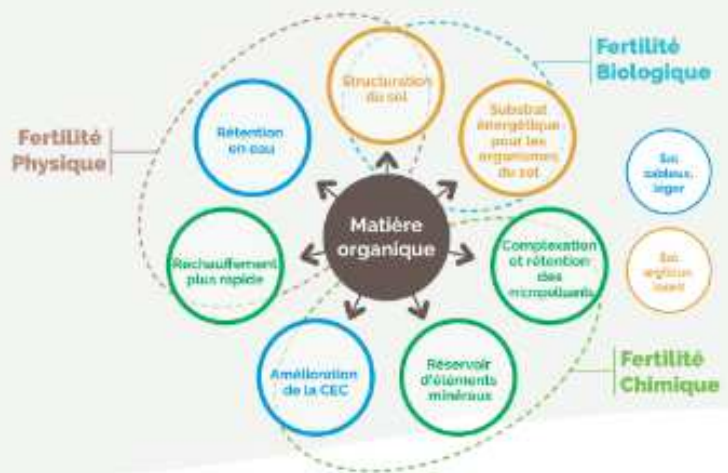 Fertilité
Biologique
Structuration
du sol
Substrat
énergétique
pour les
organismes
du sol
Rétention
en eau
Fertilité
Physique
Sol
sableux,
léger
Matière
organique
Complexation
et rétention
des
micropolluants
Rechauffement
plus rapide
Sol
argileux
lourd
Amélioration
de la CEC
Réservoir
d'éléments
minéraux
Fertilité
Chimique